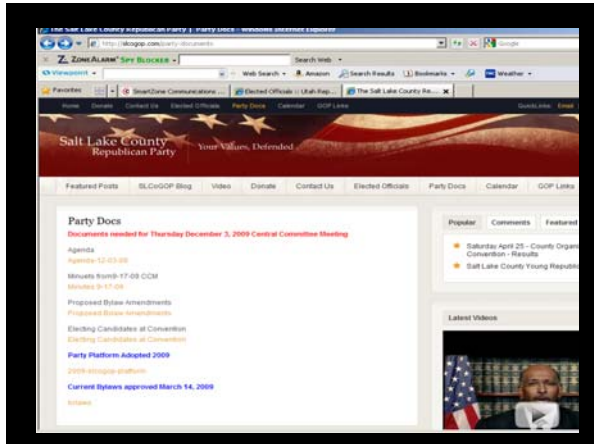 The Salt Lake County Republican Party | Party Docs - Windows Internet Explorer
http://slcogop.com/party-documents
Google
ZONEALARM SPY BLOCKER
Search Web
Viewpoint
Web Search
Amazon
Search Results
Bookmarks
Weather
Favorites
SmartZone Communications ...
Elected Officials :: Utah Rep...
The Salt Lake County Re...
Home Donate Contact Us Elected Officials Party Docs Calendar GOP Links
QuickLinks: Email
Salt Lake County
Republican Party
Your Values, Defended.
Featured Posts SLCoGOP Blog Video Donate Contact Us Elected Officials Party Docs Calendar GOP Links
Party Docs
Documents needed for Thursday December 3, 2009 Central Committee Meeting
Agenda
Agenda-12-03-09
Minuets from9-17-09 CCM
Minutes 9-17-09
Proposed Bylaw Amendments
Proposed Bylaw Amendments
Electing Candidates at Convention
Electing Candidates at Convention
Party Platform Adopted 2009
2009-slcogop-platform
Current Bylaws approved March 14, 2009
bylaws
Popular Comments Featured
Saturday April 25 - County Organi
Convention - Results
Salt Lake County Young Republic
Latest Videos